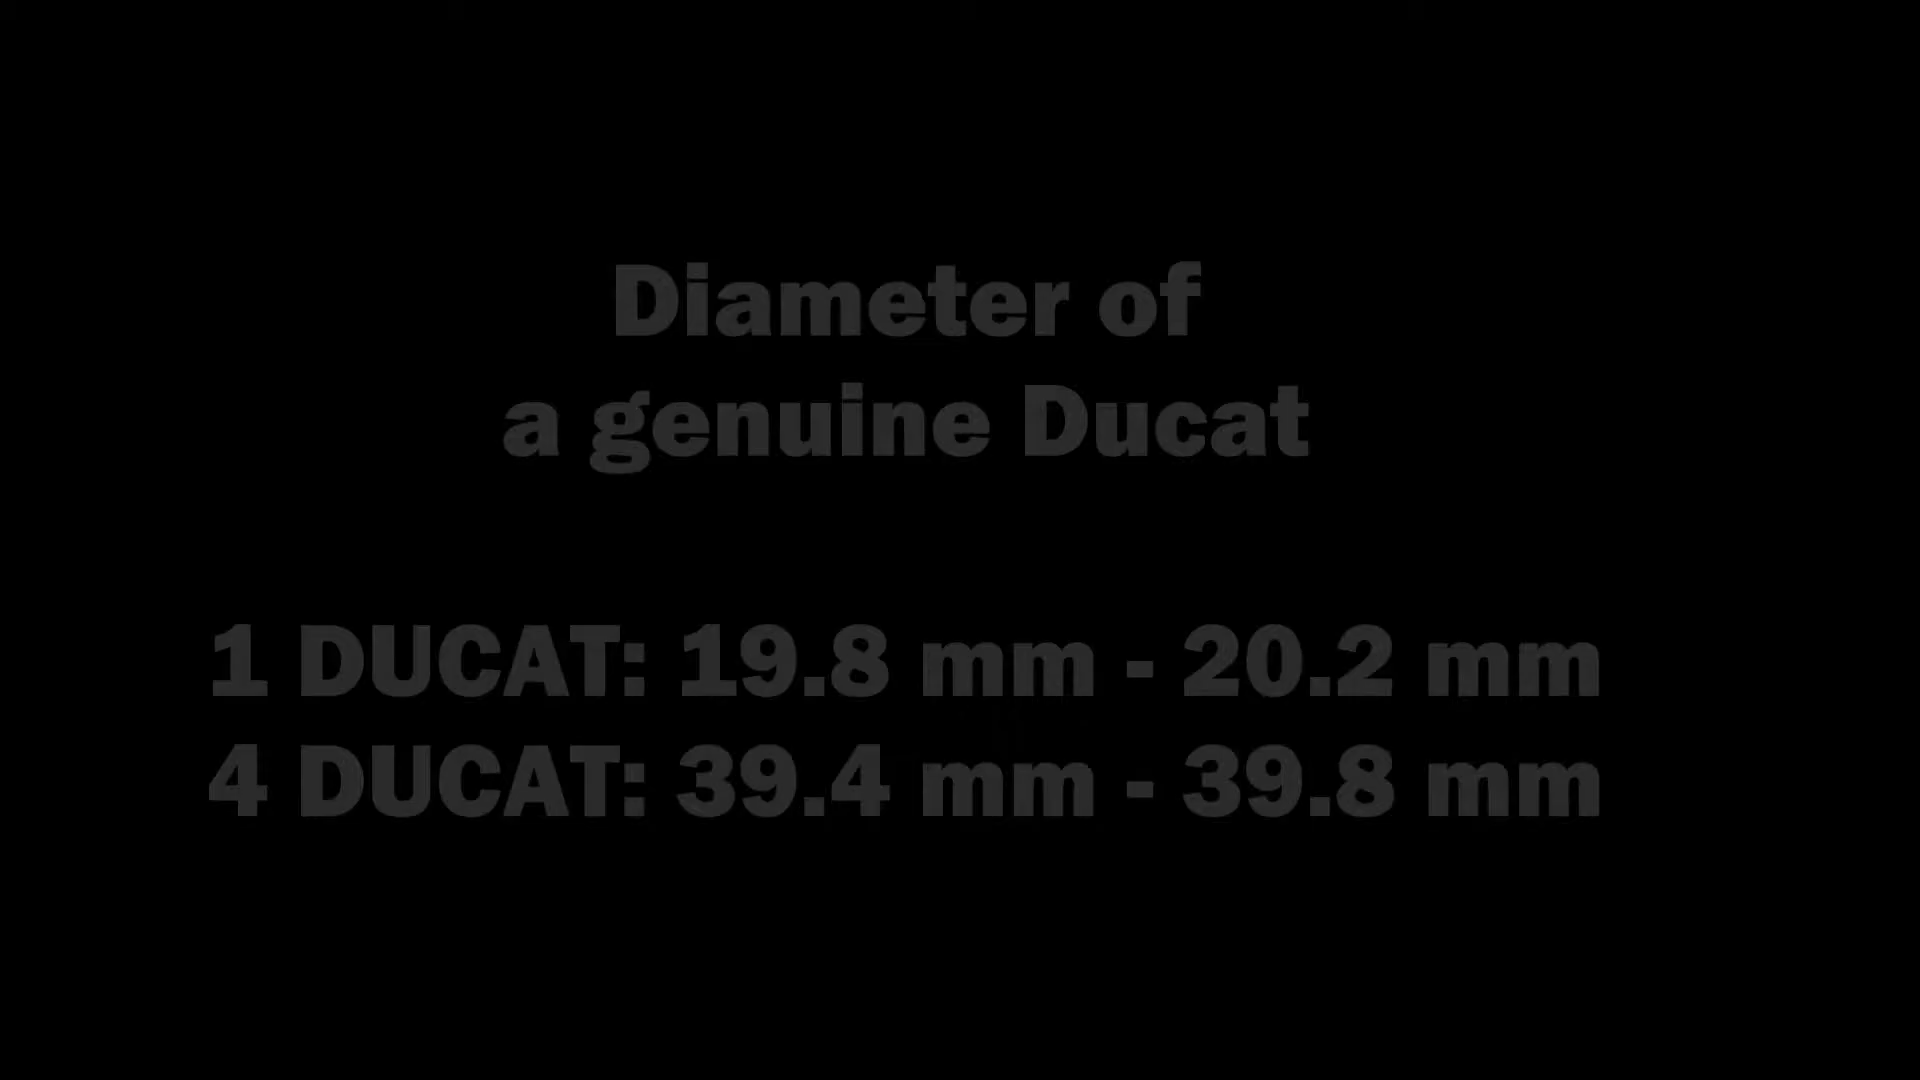 Diameter of
a genuine Ducat
1 DUCAT: 19.8 mm - 20.2 mm
4 DUCAT: 39.4 mm - 39.8 mm